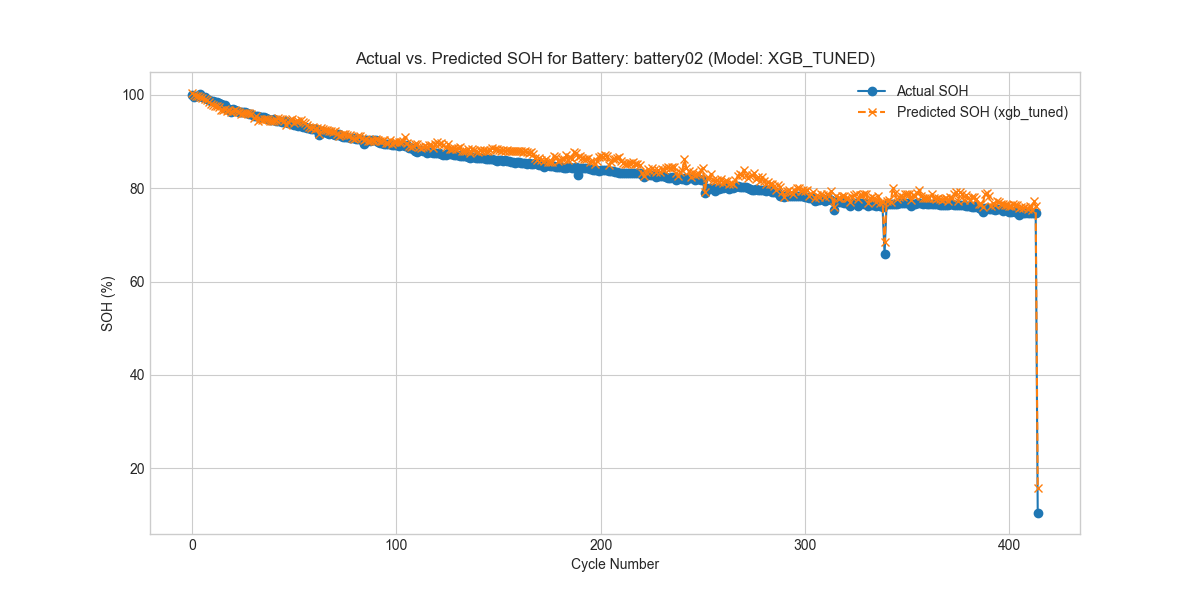 Actual vs. Predicted SOH for Battery: battery02 (Model: XGB_TUNED)
Actual SOH
Predicted SOH (xgb_tuned)
100
80
60
40
20
SOH (%)
0 100 200 300 400
Cycle Number